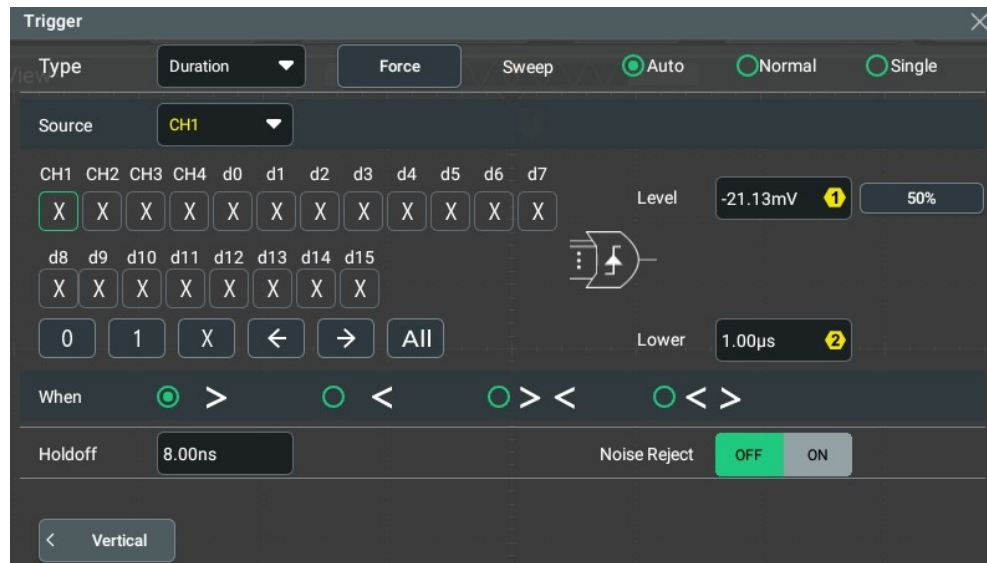 Trigger
Type Duration Force Sweep Auto Normal Single
Source CH1
CH1 CH2 CH3 CH4 d0 d1 d2 d3 d4 d5 d6 d7
X X X X X X X X X X X X
Level -21.13mV 1 50%
d8 d9 d10 d11 d12 d13 d14 d15
X X X X X X X X
0 1 X ← → All
Lower 1.00μs 2
When > < > < < >
Holdoff 8.00ns Noise Reject OFF ON
< Vertical